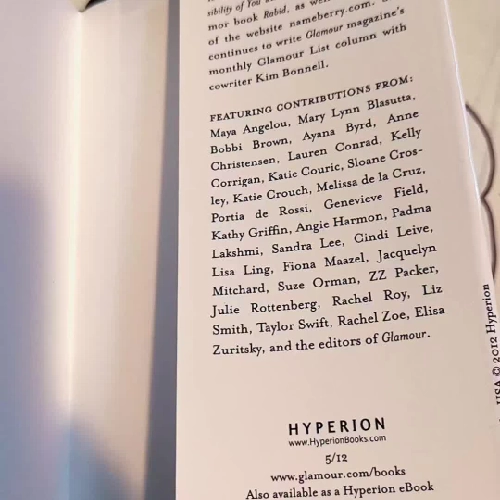 sibility of You
mor book Rabid, as
of the website nameberry.com.
continues to write Glamour magazine's
monthly Glamour List column with
cowriter Kim Bonnell.
FEATURING CONTRIBUTIONS FROM:
Maya Angelou, Mary Lynn Blasutta,
Bobbi Brown, Ayana Byrd, Anne
Christensen, Lauren Conrad, Kelly
Corrigan, Katie Couric, Sloane Cros-
ley, Katie Crouch, Melissa de la Cruz,
Portia de Rossi, Genevieve Field,
Kathy Griffin, Angie Harmon, Padma
Lakshmi, Sandra Lee, Cindi Leive,
Lisa Ling, Fiona Maazel, Jacquelyn
Mitchard, Suze Orman, ZZ Packer,
Julie Rottenberg, Rachel Roy, Liz
Smith, Taylor Swift, Rachel Zoe, Elisa
Zuritsky, and the editors of Glamour.
HYPERION
www.HyperionBooks.com
5/12
www.glamour.com/books
Also available as a Hyperion eBook
USA © 2012 Hyperion